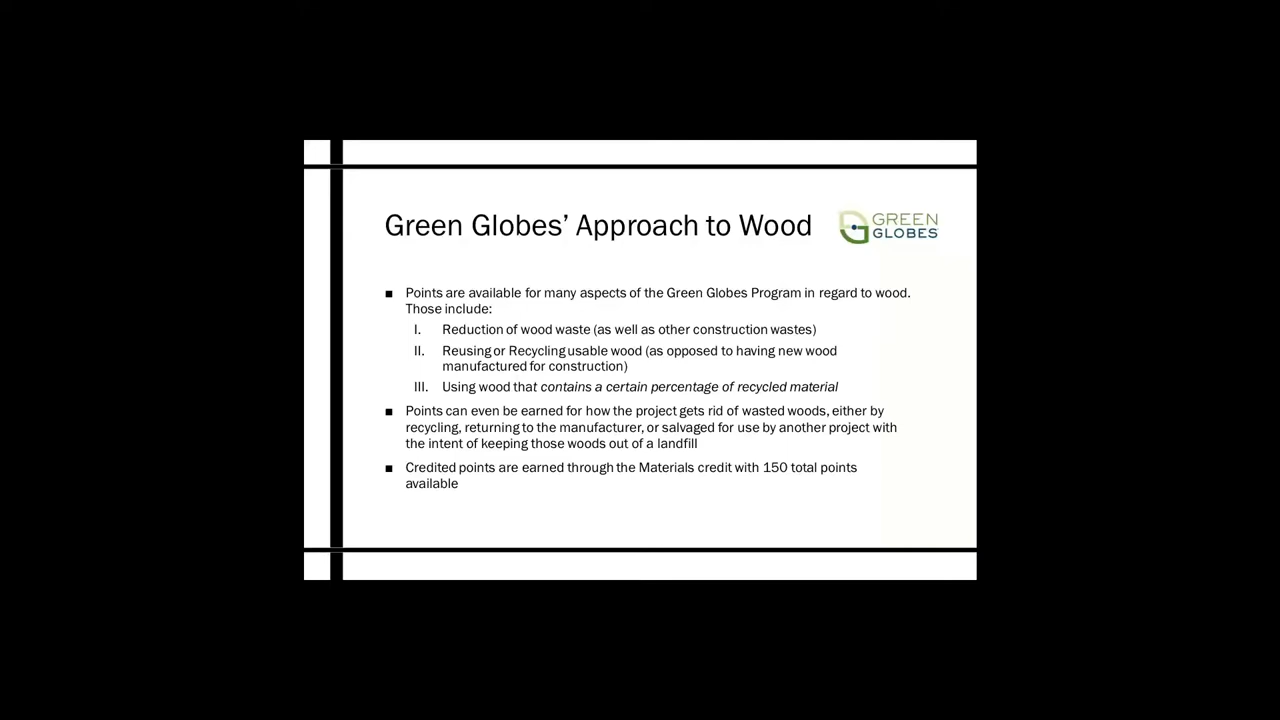 Green Globes’ Approach to Wood
GREEN
GLOBES
■ Points are available for many aspects of the Green Globes Program in regard to wood.
Those include:
I. Reduction of wood waste (as well as other construction wastes)
II. Reusing or Recycling usable wood (as opposed to having new wood
manufactured for construction)
III. Using wood that contains a certain percentage of recycled material
■ Points can even be earned for how the project gets rid of wasted woods, either by
recycling, returning to the manufacturer, or salvaged for use by another project with
the intent of keeping those woods out of a landfill
■ Credited points are earned through the Materials credit with 150 total points
available